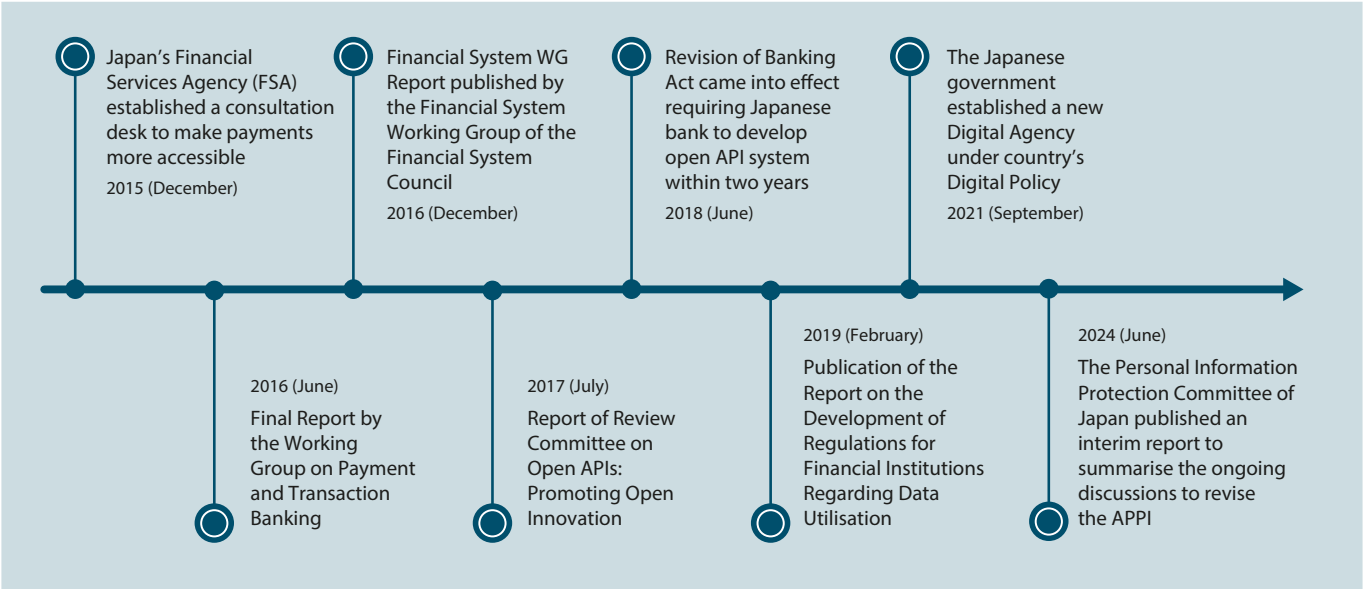 Japan’s Financial
Services Agency (FSA)
established a consultation
desk to make payments
more accessible
2015 (December)
2016 (June)
Final Report by
the Working
Group on Payment
and Transaction
Banking
Financial System WG
Report published by
the Financial System
Working Group of the
Financial System
Council
2016 (December)
2017 (July)
Report of Review
Committee on
Open APIs:
Promoting Open
Innovation
Revision of Banking
Act came into effect
requiring Japanese
bank to develop
open API system
within two years
2018 (June)
2019 (February)
Publication of the
Report on the
Development of
Regulations for
Financial Institutions
Regarding Data
Utilisation
The Japanese
government
established a new
Digital Agency
under country’s
Digital Policy
2021 (September)
2024 (June)
The Personal Information
Protection Committee of
Japan published an
interim report to
summarise the ongoing
discussions to revise
the APPI